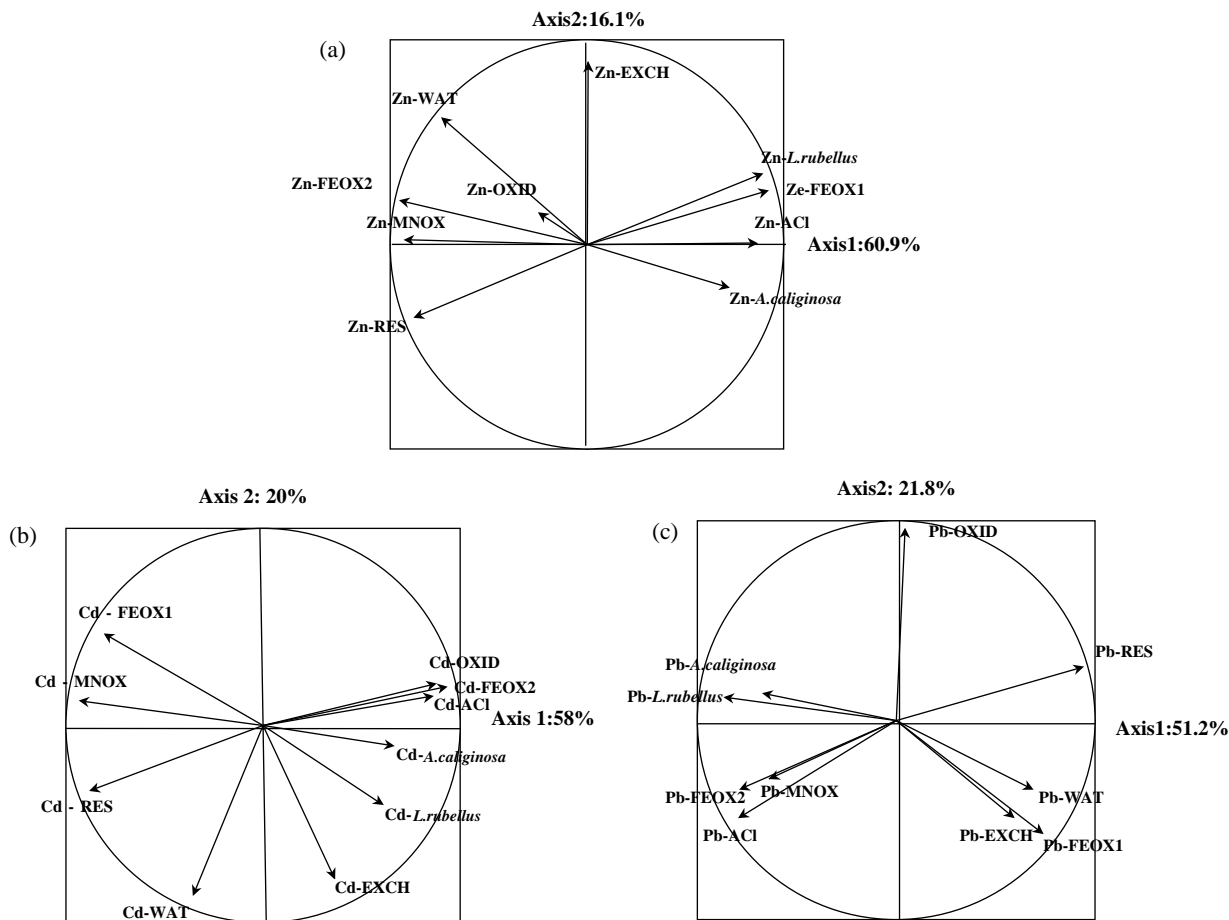 Axis2:16.1%
(a)
Zn-EXCH
Zn-WAT
Zn-L.rubellus
Zn-FEOX2
Zn-OXID
Ze-FEOX1
Zn-MNOX
Zn-ACl
Axis1:60.9%
Zn-A.caliginosa
Zn-RES
Axis 2: 20%
(b)
Cd - FEOX1
Cd-OXID
Cd - MNOX
Cd-FEOX2
Cd-ACl
Axis 1:58%
Cd-A.caliginosa
Cd - RES
Cd-L.rubellus
Cd-EXCH
Cd-WAT
Axis2: 21.8%
(c)
Pb-OXID
Pb-RES
Pb-A.caliginosa
Pb-L.rubellus
Axis1:51.2%
Pb-FEOX2
Pb-MNOX
Pb-WAT
Pb-ACl
Pb-EXCH
Pb-FEOX1